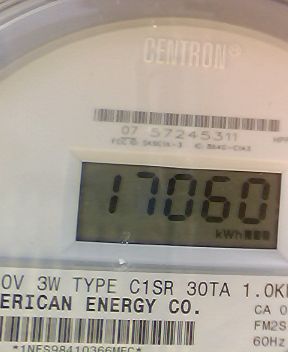 CENTRON®
07 57245311
17060
kWh
0V 3W TYPE C1SR 30TA 1.0K
ERICAN ENERGY CO.
CA 0
FM2S
60Hz
*1NES98410366MEC*